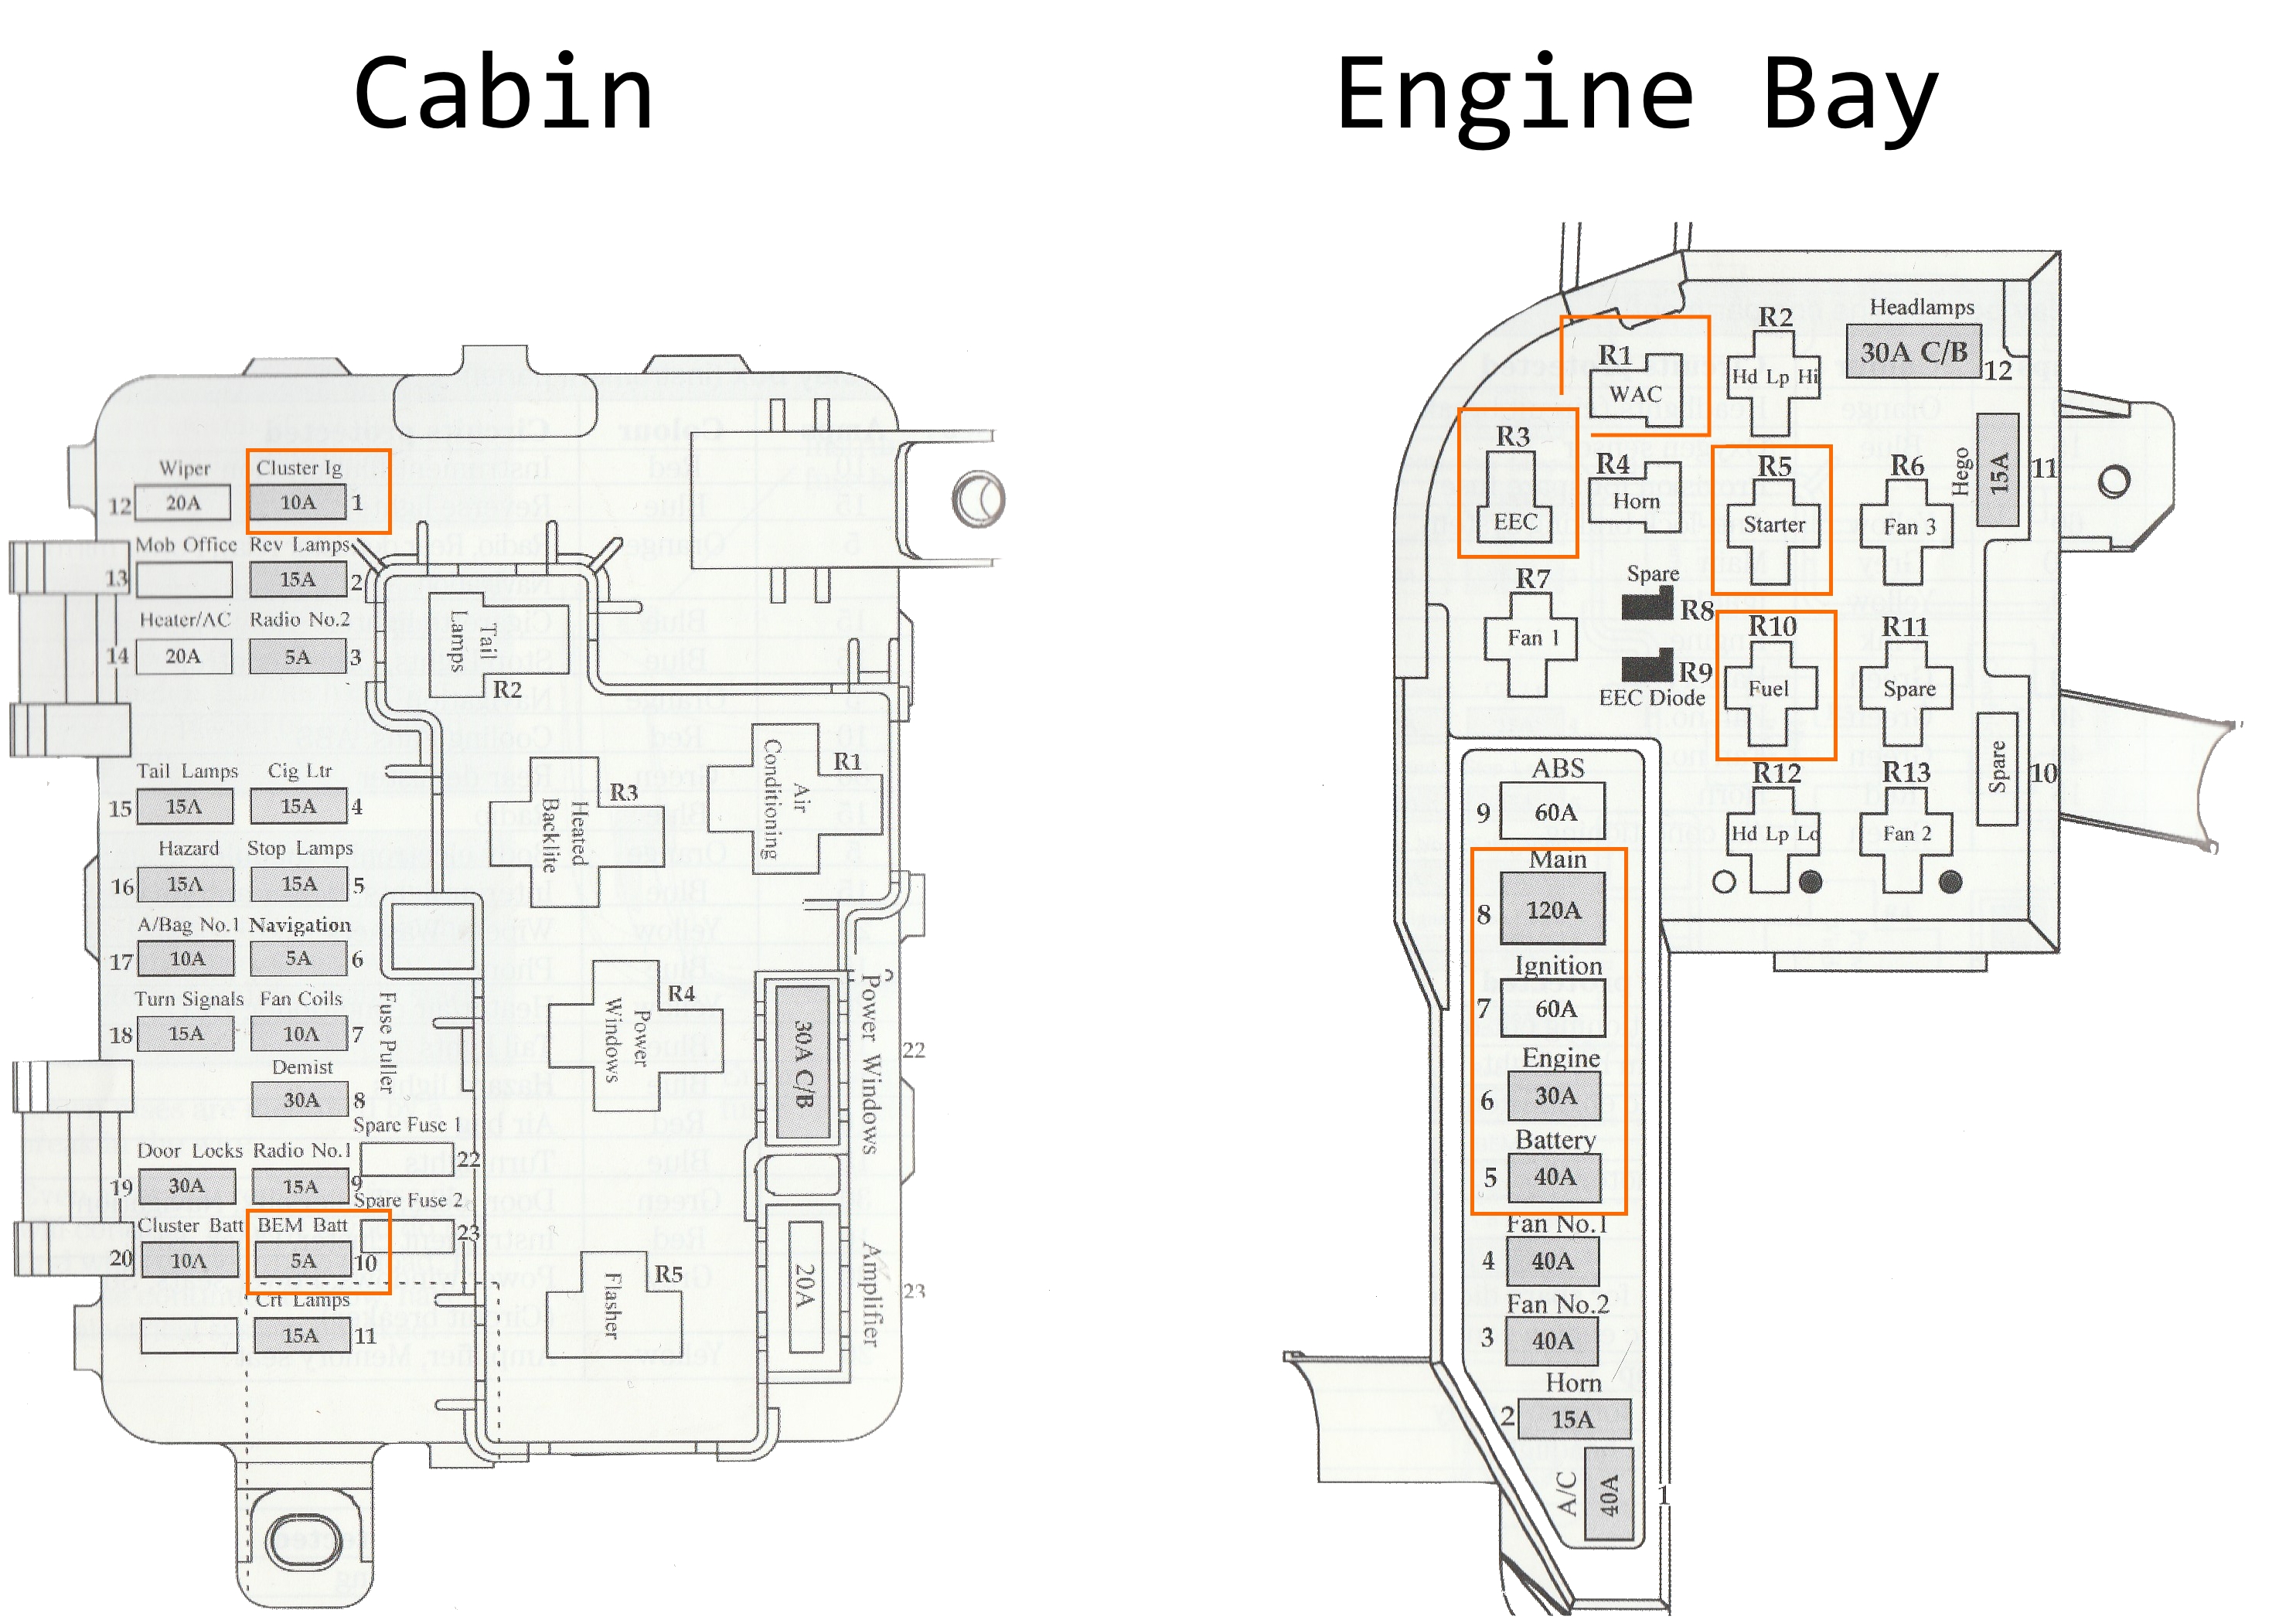 Cabin
Wiper Cluster Ig
12 20A 10A 1
Mob Office Rev Lamps
13 15A 2
Heater/AC Radio No.2
14 20A 5A 3
Tail Lamps Cig Ltr
15 15A 15A 4
Hazard Stop Lamps
16 15A 15A 5
A/Bag No.1 Navigation
17 10A 5A 6
Turn Signals Fan Coils
18 15A 10A 7
Demist
30A 8
Spare Fuse 1
22
Door Locks Radio No.1
19 30A 15A 9
Spare Fuse 2
23
Cluster Batt BEM Batt
20 10A 5A 10
Crt Lamps
15A 11
Fuse Puller
Tail
Lamps
R2
Heated
Backlite
R3
Air
Conditioning
R1
Power
Windows
R4
Flasher
R5
30A C/B
Power Windows
22
20A
Amplifier
23
Engine Bay
R1
WAC
R2
Hd Lp Hi
Headlamps
30A C/B
12
R3
EEC
R4
Horn
R5
Starter
R6
Fan 3
Hego
15A
11
R7
Fan 1
Spare
R8
R9
EEC Diode
R10
Fuel
R11
Spare
Spare
10
R12
Hd Lp Lo
R13
Fan 2
ABS
9 60A
Main
8 120A
Ignition
7 60A
Engine
6 30A
Battery
5 40A
Fan No.1
4 40A
Fan No.2
3 40A
Horn
2 15A
A/C
40A
1